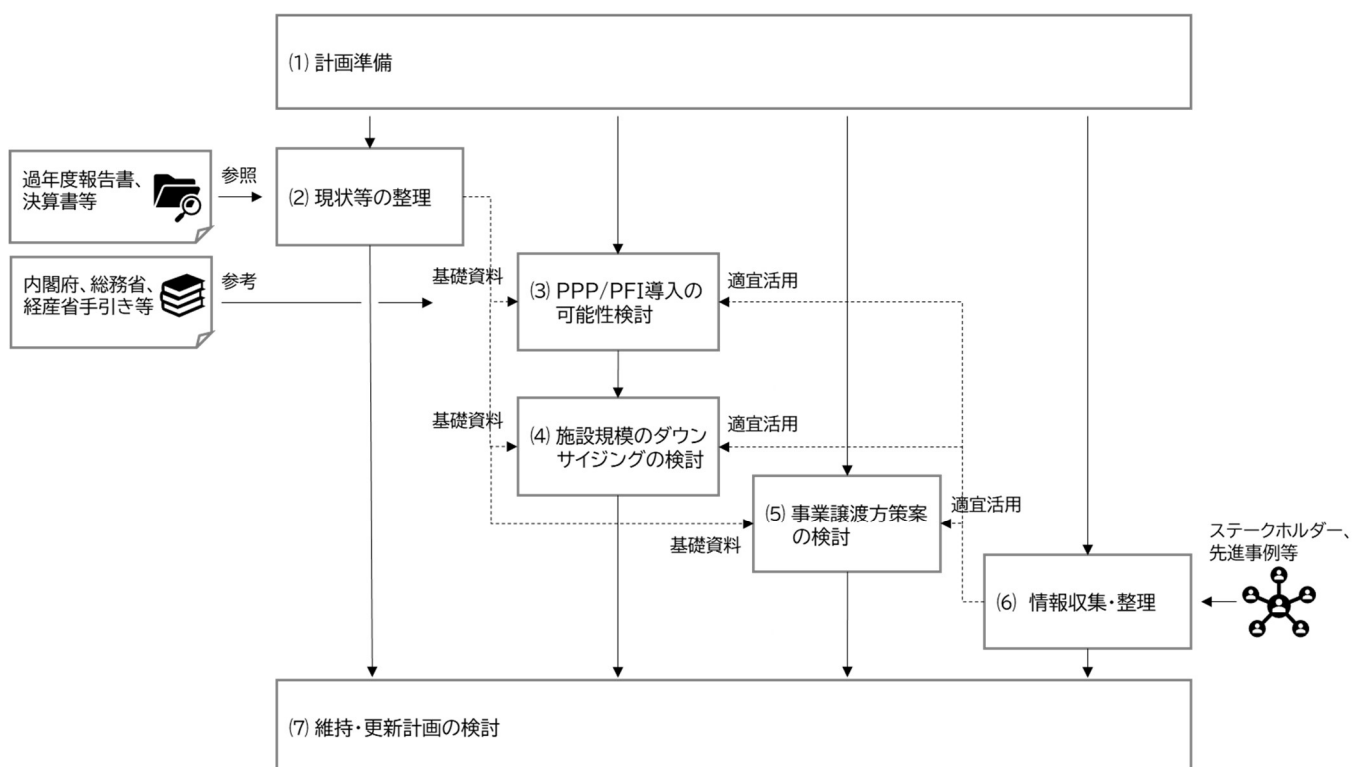 ⑴ 計画準備
過年度報告書、
決算書等
参照
⑵ 現状等の整理
内閣府、総務省、
経産省手引き等
参考
基礎資料
⑶ PPP/PFI導入の
可能性検討
適宜活用
基礎資料
⑷ 施設規模のダウン
サイジングの検討
適宜活用
基礎資料
⑸ 事業譲渡方策案
の検討
適宜活用
ステークホルダー、
先進事例等
⑹ 情報収集・整理
⑺ 維持・更新計画の検討